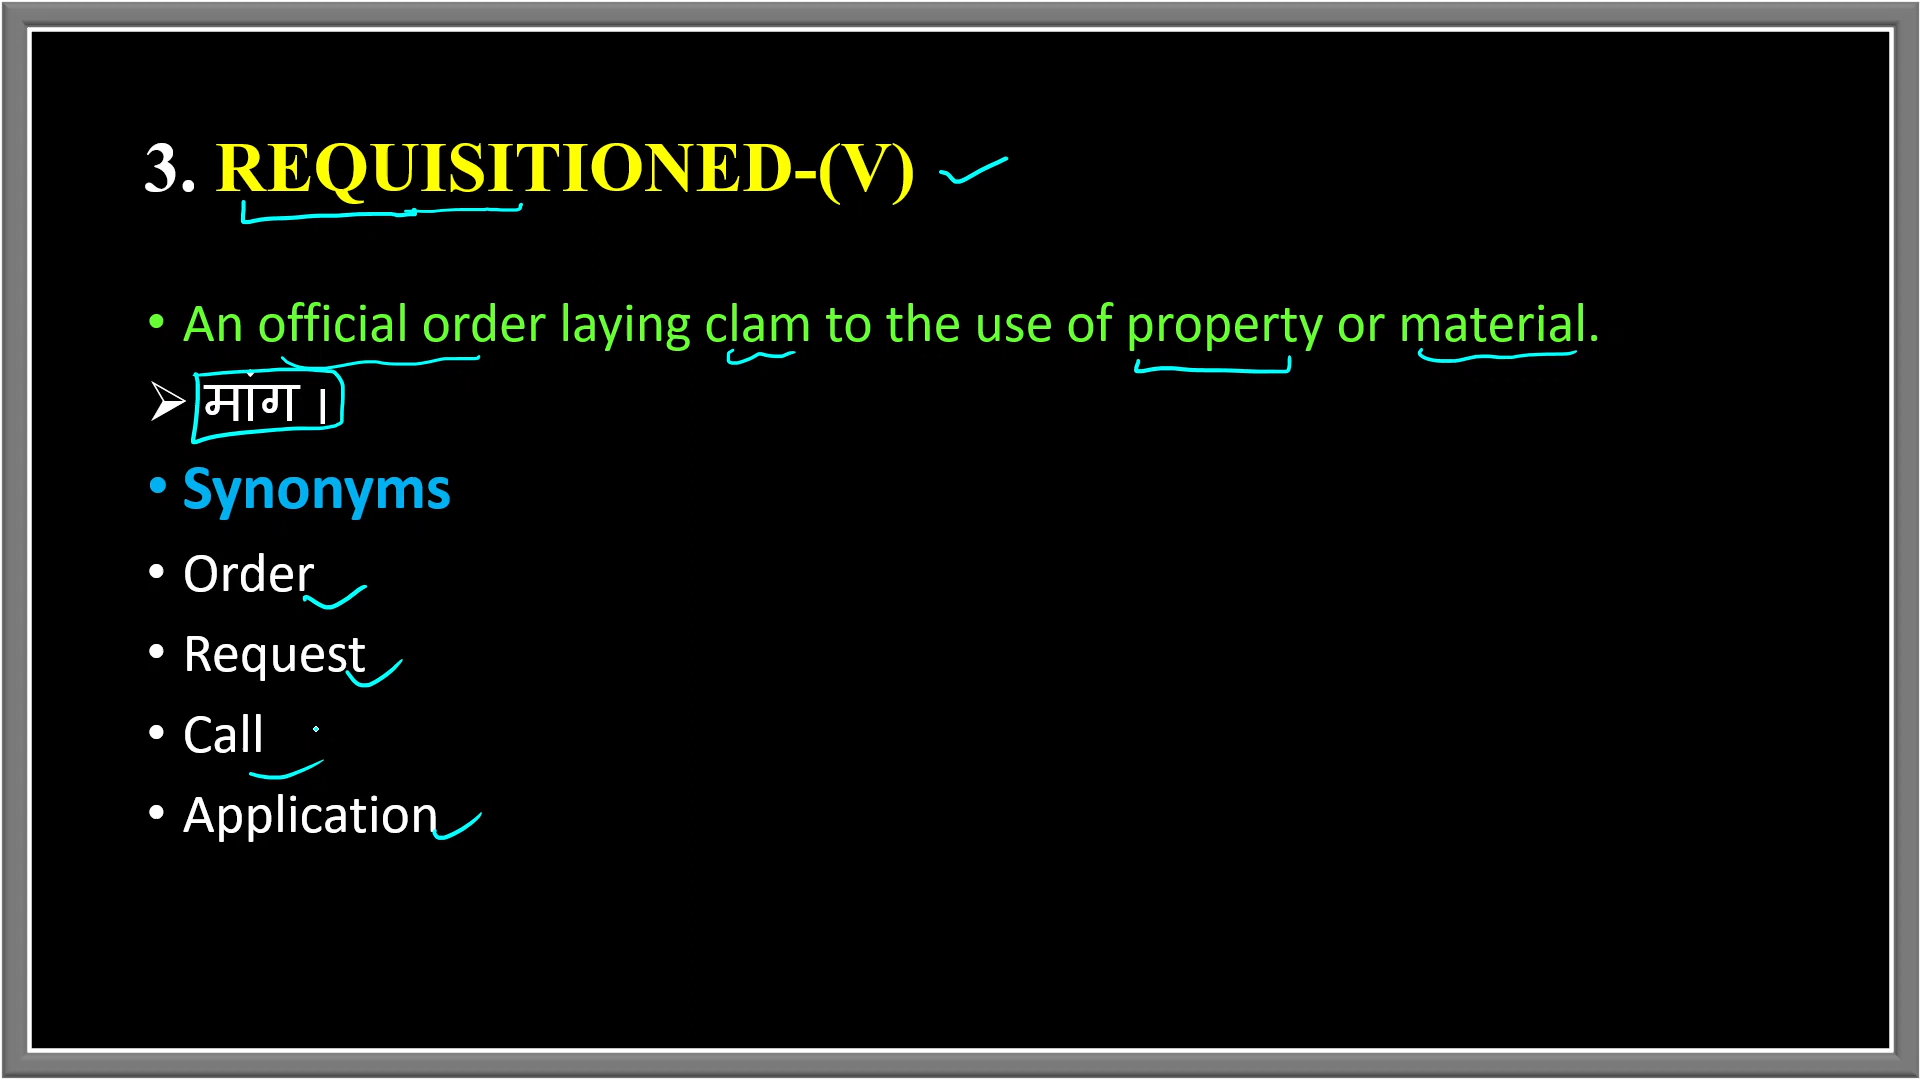 3. REQUISITIONED-(V)
• An official order laying clam to the use of property or material.
➢ मांग ।
• Synonyms
• Order
• Request
• Call
• Application